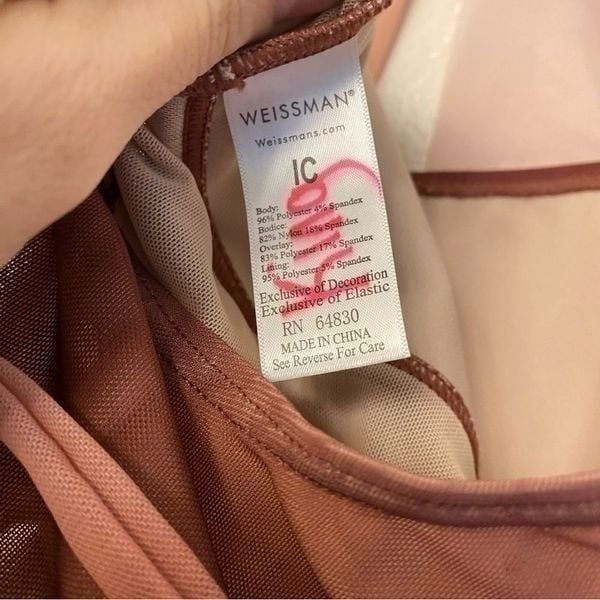 WEISSMAN®
Weissmans.com
IC
Body:
96% Polyester 4% Spandex
Bodice:
82% Nylon 18% Spandex
Overlay:
83% Polyester 17% Spandex
Lining:
95% Polyester 5% Spandex
Exclusive of Decoration
Exclusive of Elastic
RN 64830
MADE IN CHINA
See Reverse For Care